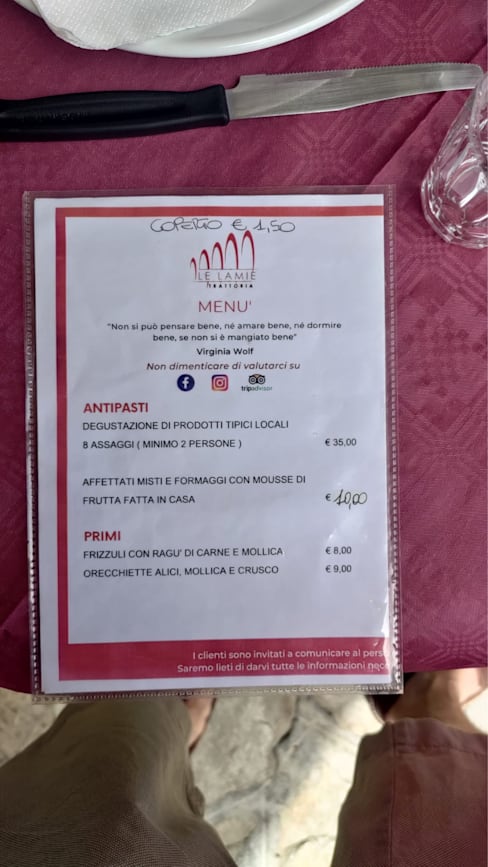 COPERTO € 1,50
LE LAMIE
TRATTORIA
MENU'
"Non si può pensare bene, né amare bene, né dormire
bene, se non si è mangiato bene"
Virginia Wolf
Non dimenticare di valutarci su
tripadvisor
ANTIPASTI
DEGUSTAZIONE DI PRODOTTI TIPICI LOCALI
8 ASSAGGI ( MINIMO 2 PERSONE ) € 35,00
AFFETTATI MISTI E FORMAGGI CON MOUSSE DI
FRUTTA FATTA IN CASA € 10,00
PRIMI
FRIZZULI CON RAGU' DI CARNE E MOLLICA € 8,00
ORECCHIETTE ALICI, MOLLICA E CRUSCO € 9,00
I clienti sono invitati a comunicare al pers
Saremo lieti di darvi tutte le informazioni nece